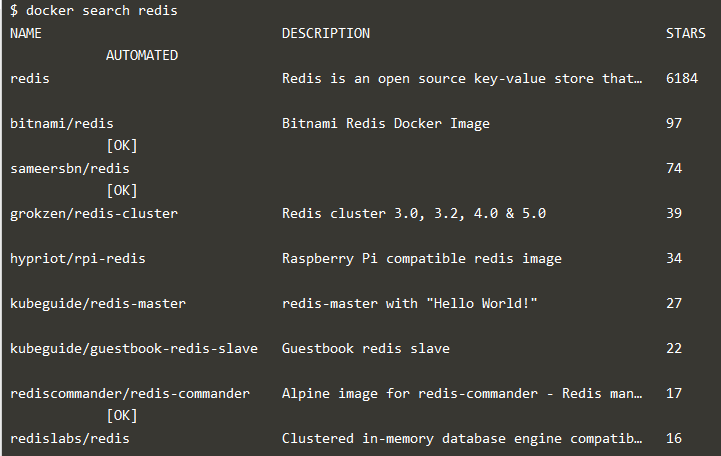 $ docker search redis
NAME DESCRIPTION STARS
AUTOMATED
redis Redis is an open source key-value store that… 6184
bitnami/redis Bitnami Redis Docker Image 97
[OK]
sameersbn/redis 74
[OK]
grokzen/redis-cluster Redis cluster 3.0, 3.2, 4.0 & 5.0 39
hypriot/rpi-redis Raspberry Pi compatible redis image 34
kubeguide/redis-master redis-master with "Hello World!" 27
kubeguide/guestbook-redis-slave Guestbook redis slave 22
rediscommander/redis-commander Alpine image for redis-commander - Redis man… 17
[OK]
redislabs/redis Clustered in-memory database engine compatib… 16